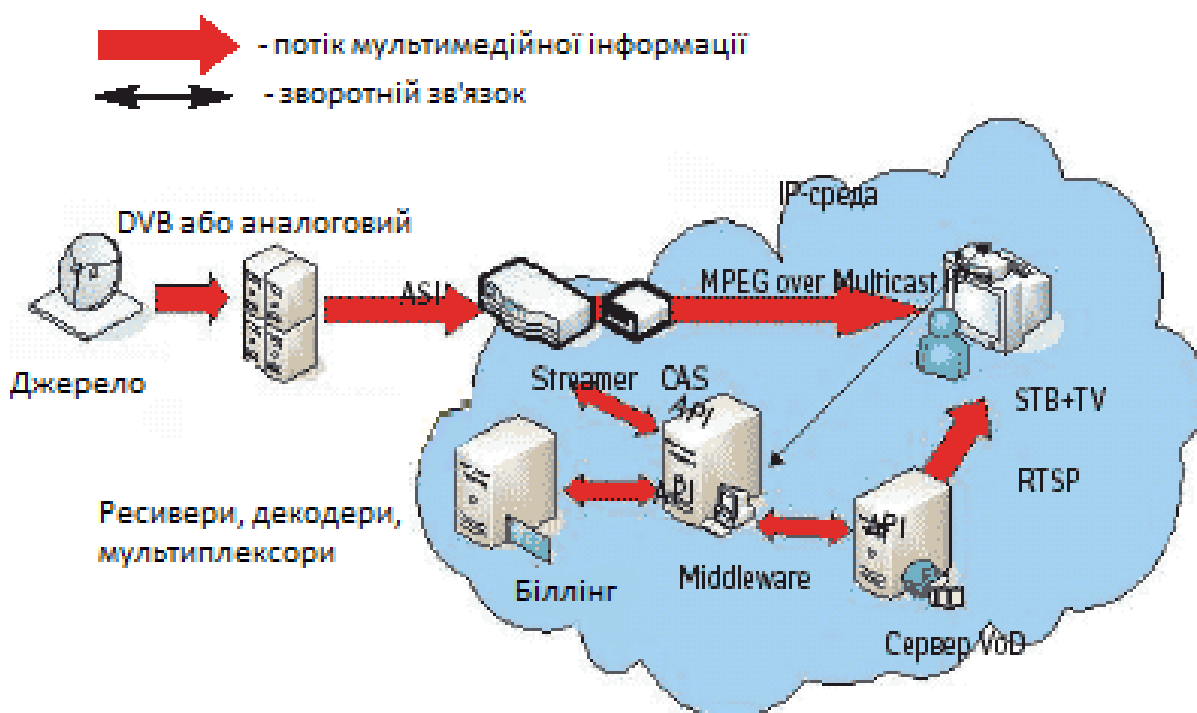 - потік мультимедійної інформації
- зворотній зв'язок
IP-среда
DVB або аналоговий
ASI
MPEG over Multicast IP
Джерело
Streamer CAS
API
STB+TV
RTSP
API
API
Ресивери, декодери,
мультиплексори
Middleware
Біллінг
Сервер VoD